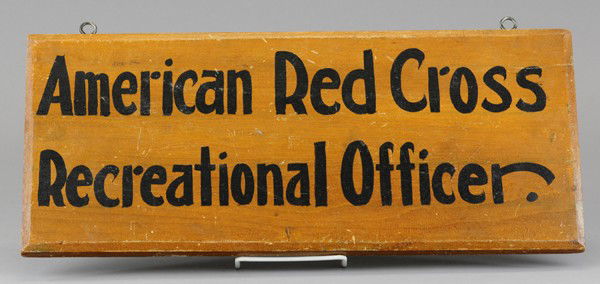 American Red Cross
Recreational Officer.